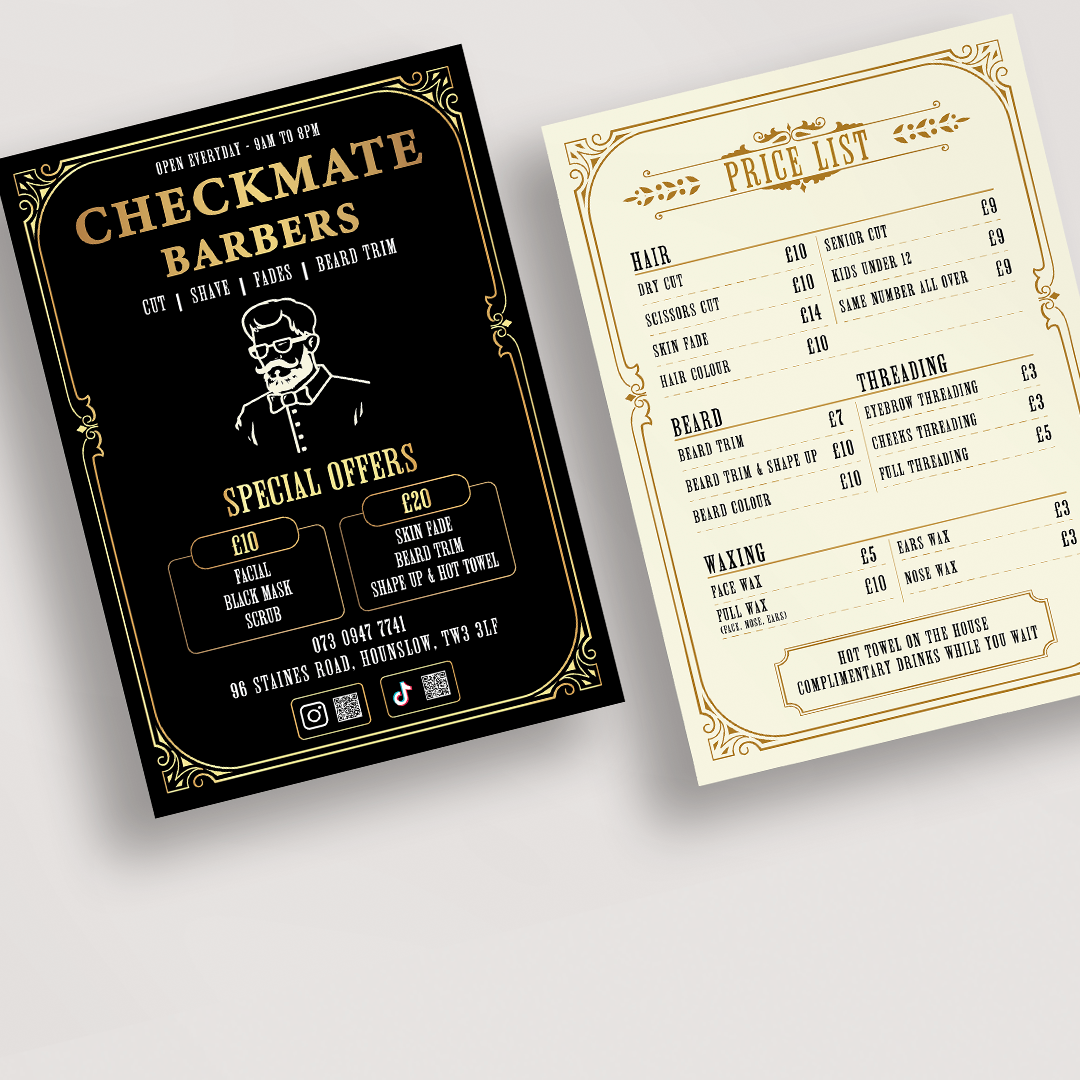 OPEN EVERYDAY - 9AM TO 8PM
CHECKMATE
BARBERS
CUT | SHAVE | FADES | BEARD TRIM
SPECIAL OFFERS
£10
FACIAL
BLACK MASK
SCRUB
£20
SKIN FADE
BEARD TRIM
SHAPE UP & HOT TOWEL
073 0947 7741
96 STAINES ROAD, HOUNSLOW, TW3 3LF
PRICE LIST
HAIR
DRY CUT £10
SCISSORS CUT £10
SKIN FADE £14
HAIR COLOUR £10
SENIOR CUT £9
KIDS UNDER 12 £9
SAME NUMBER ALL OVER £9
BEARD
BEARD TRIM £7
BEARD TRIM & SHAPE UP £10
BEARD COLOUR £10
THREADING
EYEBROW THREADING £3
CHEEKS THREADING £3
FULL THREADING £5
WAXING
FACE WAX £5
FULL WAX £10
(FACE, NOSE, EARS)
EARS WAX £3
NOSE WAX £3
HOT TOWEL ON THE HOUSE
COMPLIMENTARY DRINKS WHILE YOU WAIT